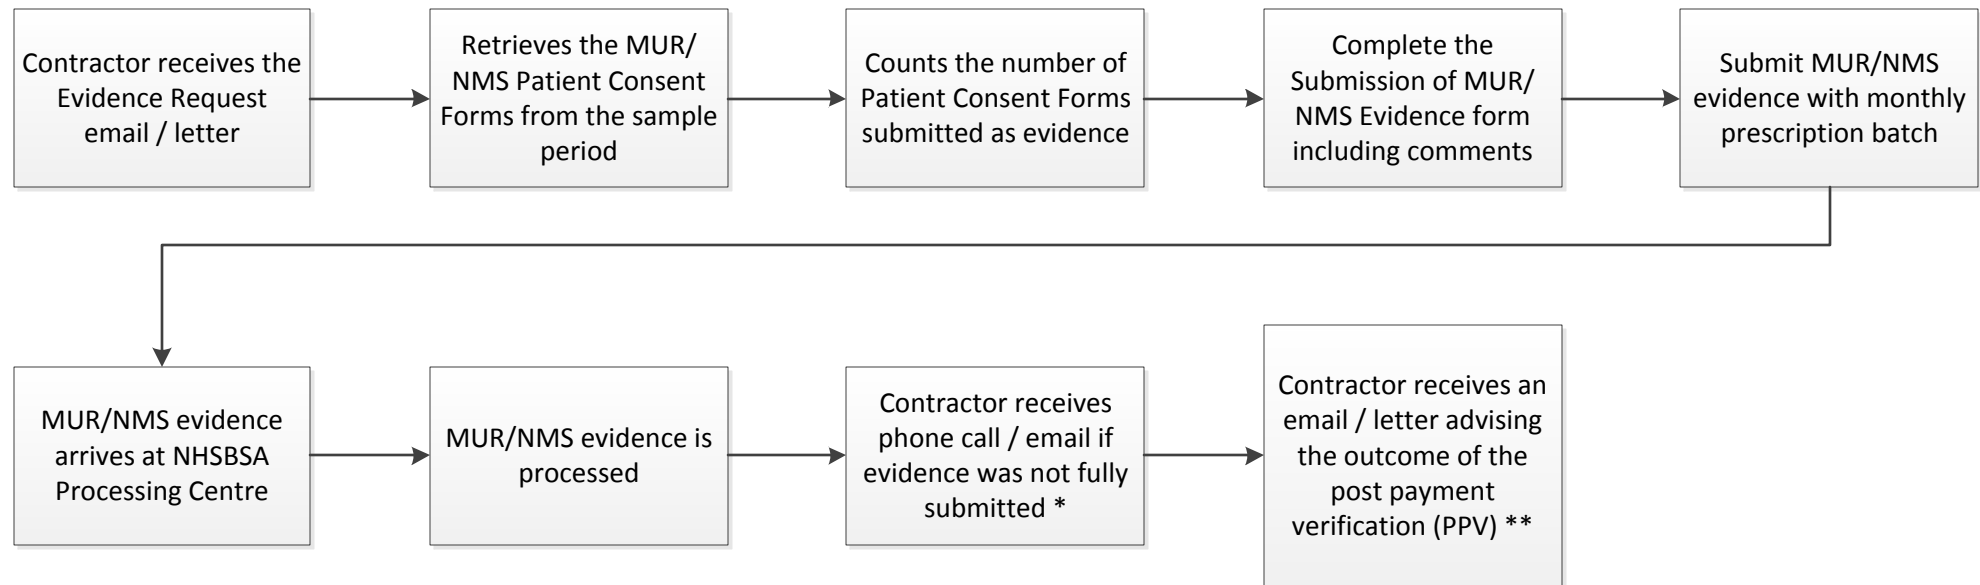 Contractor receives the
Evidence Request
email / letter
Retrieves the MUR/
NMS Patient Consent
Forms from the sample
period
Counts the number of
Patient Consent Forms
submitted as evidence
Complete the
Submission of MUR/
NMS Evidence form
including comments
Submit MUR/NMS
evidence with monthly
prescription batch
MUR/NMS evidence
arrives at NHSBSA
Processing Centre
MUR/NMS evidence is
processed
Contractor receives
phone call / email if
evidence was not fully
submitted *
Contractor receives an
email / letter advising
the outcome of the
post payment
verification (PPV) **